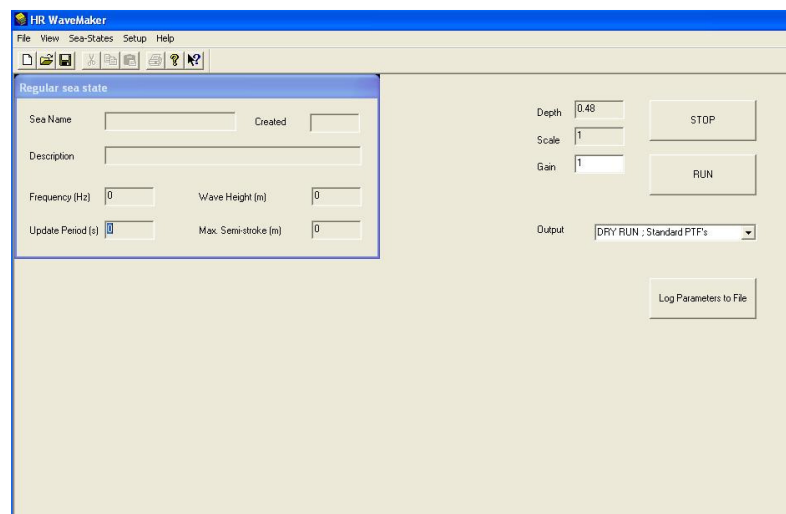 HR WaveMaker
File View Sea-States Setup Help
Regular sea state
Sea Name Created
Description
Frequency (Hz) 0 Wave Height (m) 0
Update Period (s) 0 Max. Semi-stroke (m) 0
Depth 0.48
Scale 1
Gain 1
STOP
RUN
Output DRY RUN ; Standard PTF's
Log Parameters to File